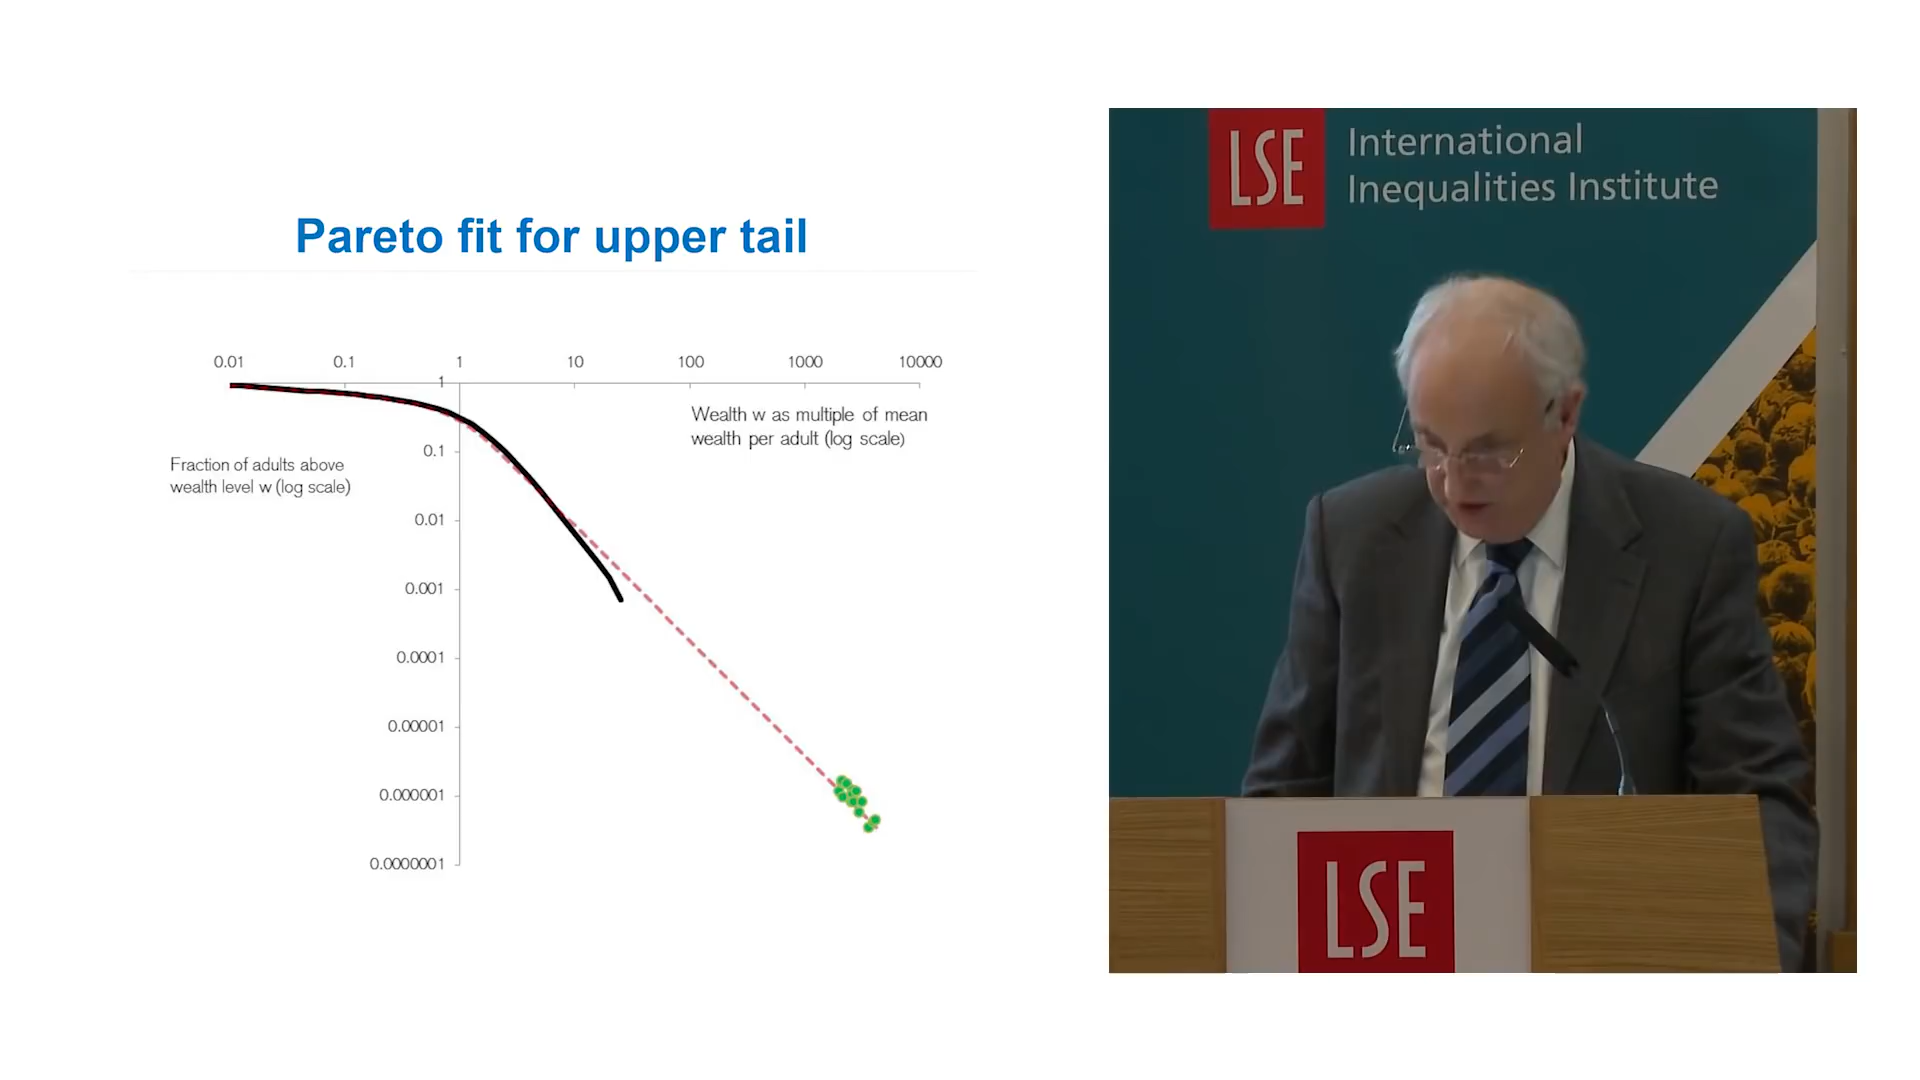 Pareto fit for upper tail
0.01 0.1 1 10 100 1000 10000
1
Wealth w as multiple of mean
wealth per adult (log scale)
0.1
Fraction of adults above
wealth level w (log scale)
0.01
0.001
0.0001
0.00001
0.000001
0.0000001
LSE International
Inequalities Institute
LSE